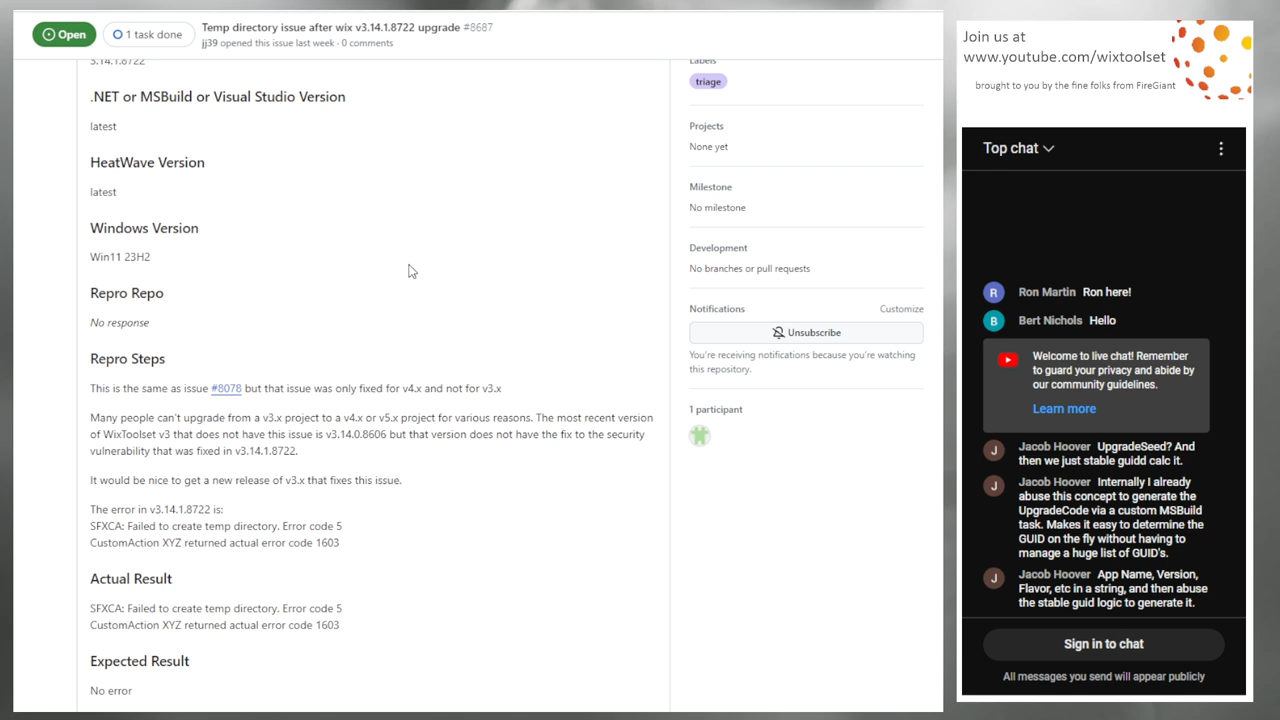 Open
1 task done
Temp directory issue after wix v3.14.1.8722 upgrade #8687
jj39 opened this issue last week · 0 comments
3.14.1.8722
.NET or MSBuild or Visual Studio Version
latest
HeatWave Version
latest
Windows Version
Win11 23H2
Repro Repo
No response
Repro Steps
This is the same as issue #8078 but that issue was only fixed for v4.x and not for v3.x
Many people can't upgrade from a v3.x project to a v4.x or v5.x project for various reasons. The most recent version
of WixToolset v3 that does not have this issue is v3.14.0.8606 but that version does not have the fix to the security
vulnerability that was fixed in v3.14.1.8722.
It would be nice to get a new release of v3.x that fixes this issue.
The error in v3.14.1.8722 is:
SFXCA: Failed to create temp directory. Error code 5
CustomAction XYZ returned actual error code 1603
Actual Result
SFXCA: Failed to create temp directory. Error code 5
CustomAction XYZ returned actual error code 1603
Expected Result
No error
Labels
triage
Projects
None yet
Milestone
No milestone
Development
No branches or pull requests
Notifications
Customize
Unsubscribe
You're receiving notifications because you're watching
this repository.
1 participant
Join us at
www.youtube.com/wixtoolset
brought to you by the fine folks from FireGiant
Top chat
R
Ron Martin Ron here!
B
Bert Nichols Hello
Welcome to live chat! Remember
to guard your privacy and abide by
our community guidelines.
Learn more
J
Jacob Hoover UpgradeSeed? And
then we just stable guidd calc it.
J
Jacob Hoover Internally I already
abuse this concept to generate the
UpgradeCode via a custom MSBuild
task. Makes it easy to determine the
GUID on the fly without having to
manage a huge list of GUID's.
J
Jacob Hoover App Name, Version,
Flavor, etc in a string, and then abuse
the stable guid logic to generate it.
Sign in to chat
All messages you send will appear publicly